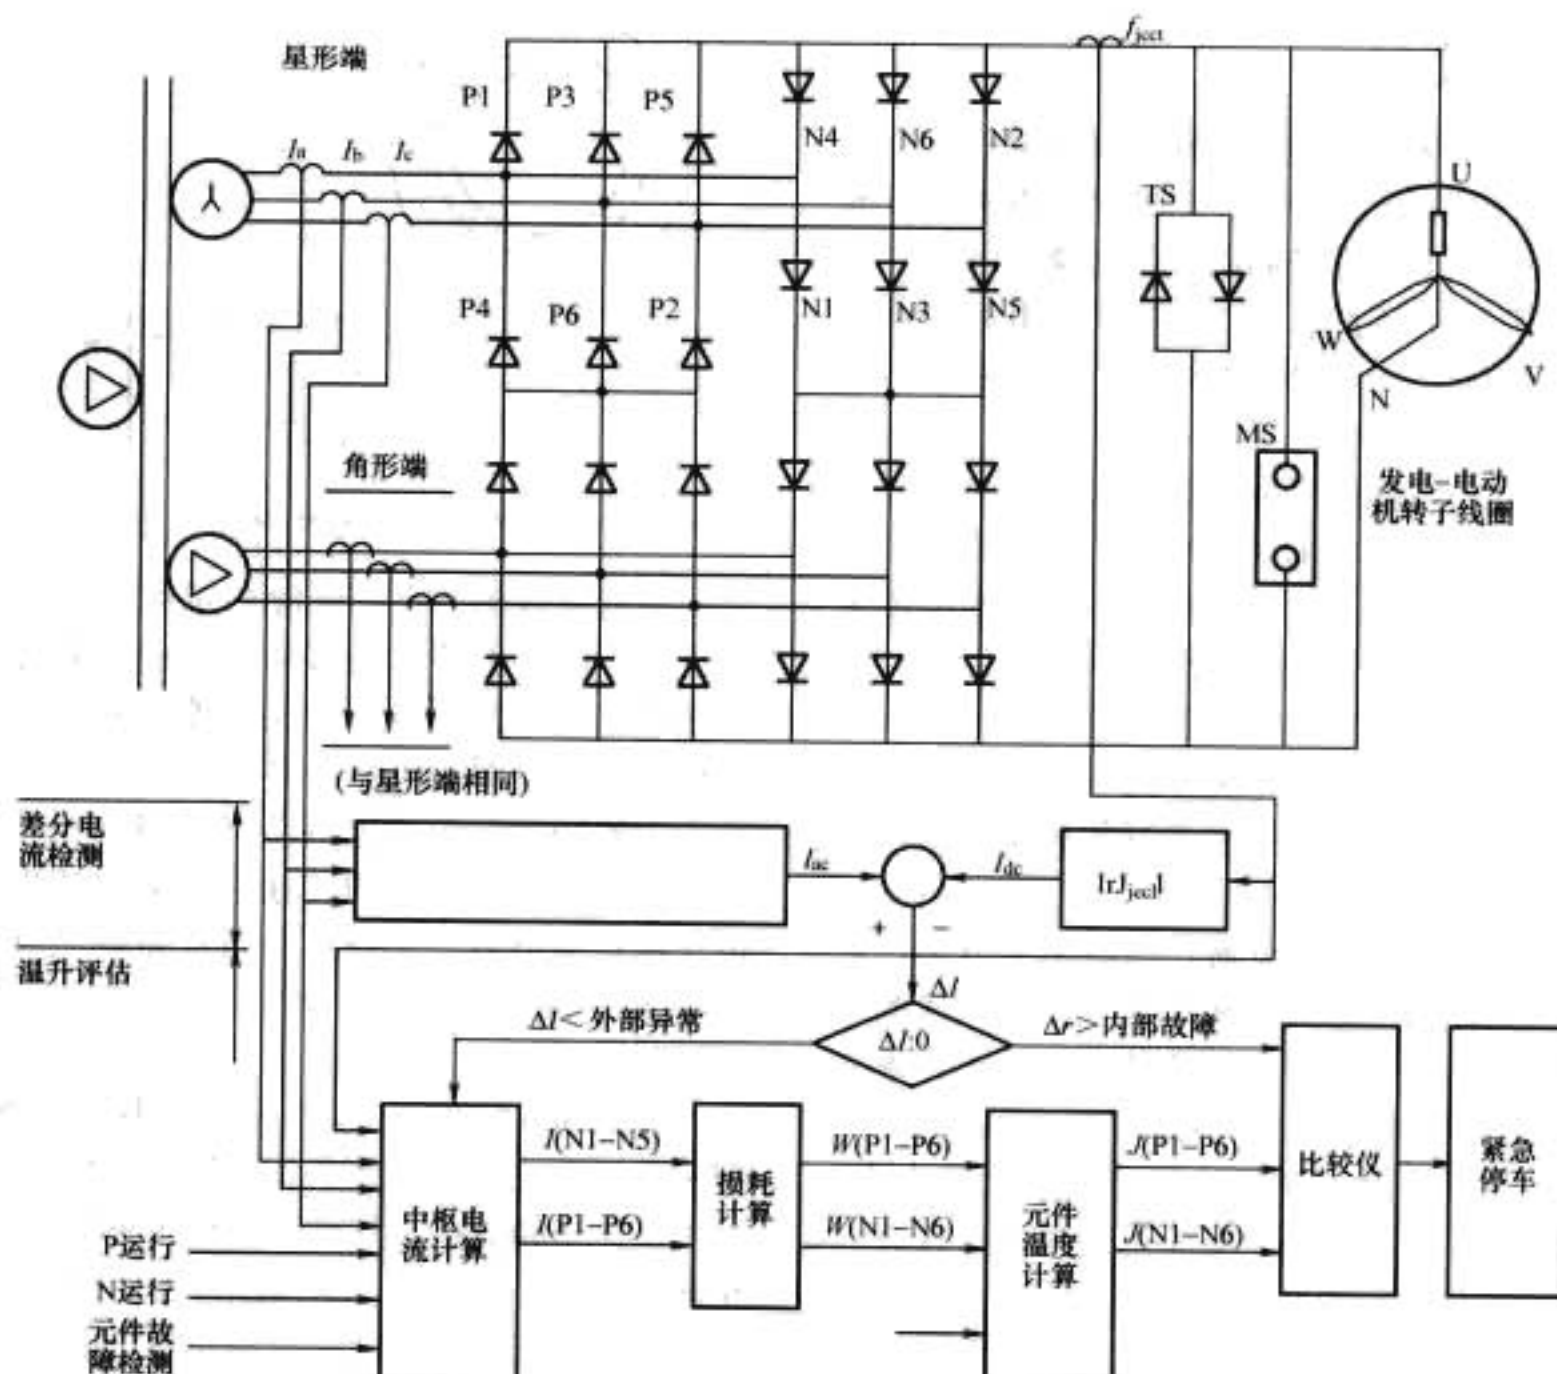 星形端
f_jcct
P1 P3 P5
N4 N6 N2
Ia Ib Ic
U
TS
P4 P6 P2
N1 N3 N5
W
V
N
MS
角形端
发电-电动
机转子线圈
(与星形端相同)
差分电
流检测
Iac
Idc
+ -
温升评估
ΔI
ΔI<外部异常
ΔI:0
Δr>内部故障
I(N1-N5)
W(P1-P6)
J(P1-P6)
损耗
计算
比较仪
紧急
停车
中枢电
流计算
I(P1-P6)
W(N1-N6)
元件
温度
计算
J(N1-N6)
P运行
N运行
元件故
障检测